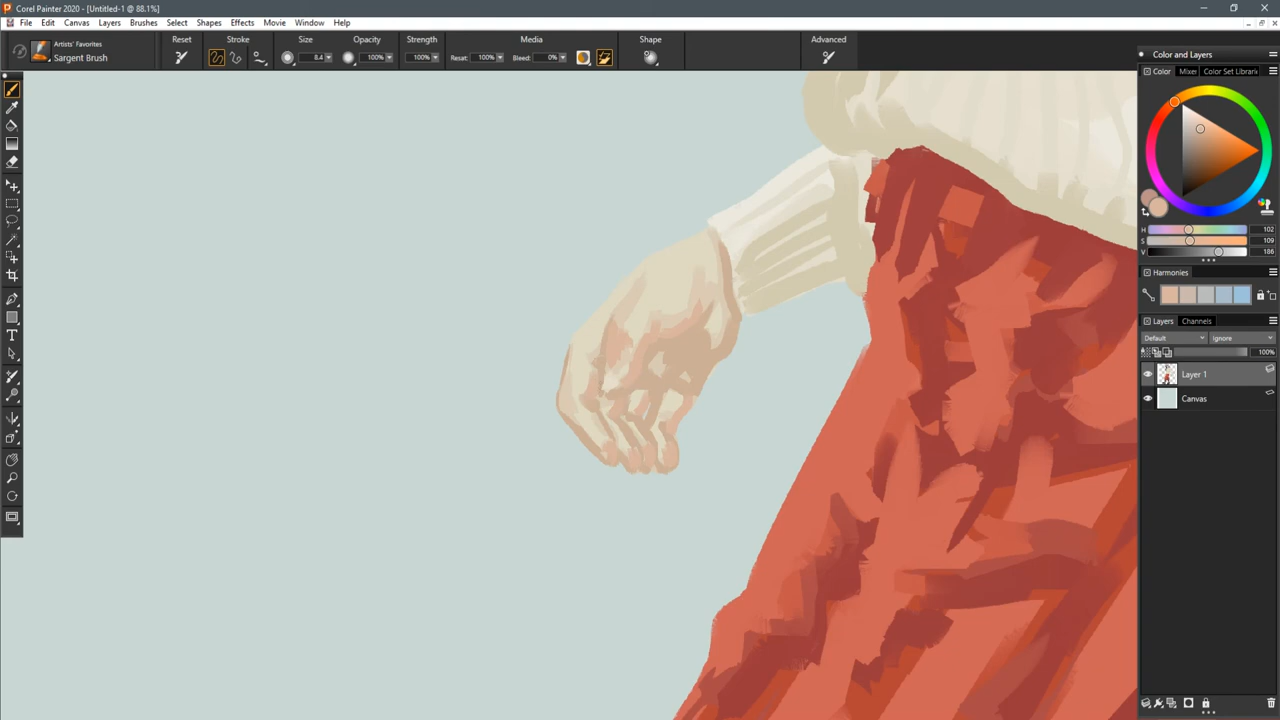 Corel Painter 2020 - [Untitled-1 @ 88.1%]
File Edit Canvas Layers Brushes Select Shapes Effects Movie Window Help
Artists' Favorites
Sargent Brush
Reset Stroke Size Opacity Strength Media Shape Advanced
8.4 100% 100% Reset: 100% Bleed: 0%
Color and Layers
Color Mixer Color Set Librari
H 102
S 109
V 186
Harmonies
Layers Channels
Default Ignore
100%
Layer 1
Canvas